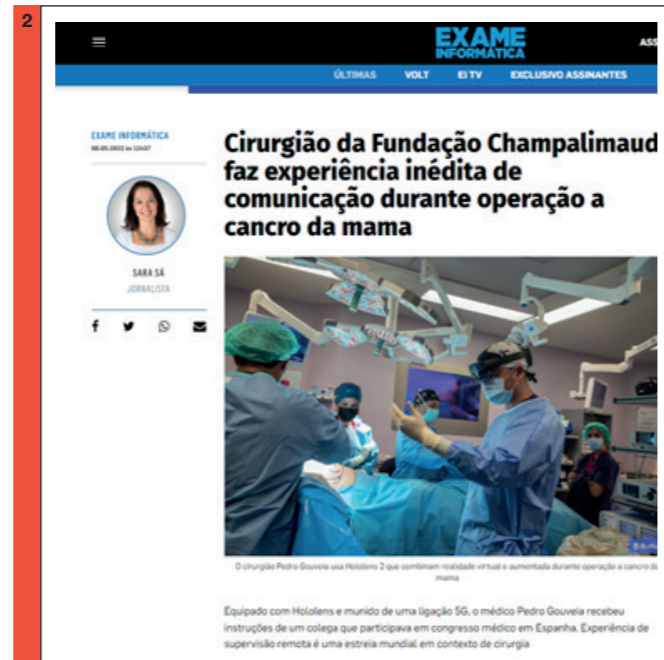 2
EXAME
INFORMÁTICA
ASS
ÚLTIMAS VOLT EI TV EXCLUSIVO ASSINANTES
EXAME INFORMÁTICA
Cirurgião da Fundação Champalimaud
faz experiência inédita de
comunicação durante operação a
cancro da mama
SARA SÁ
JORNALISTA
O cirurgião Pedro Gouveia usa Hololens 2 que combinam realidade virtual e aumentada durante operação a cancro da
mama
Equipado com Hololens e munido de uma ligação 5G, o médico Pedro Gouveia recebeu
instruções de um colega que participava em congresso médico em Espanha. Experiência de
supervisão remota é uma estreia mundial em contexto de cirurgia